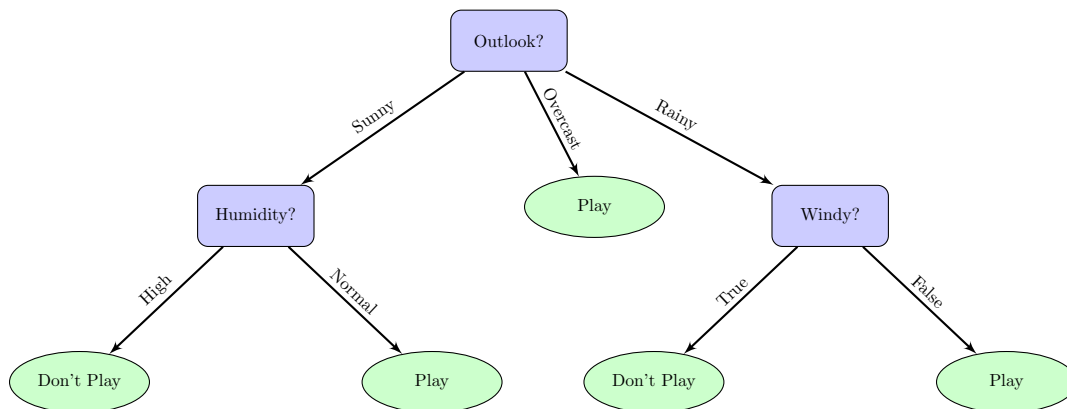 Outlook?
Sunny
Overcast
Rainy
Humidity?
Play
Windy?
High
Normal
True
False
Don't Play
Play
Don't Play
Play